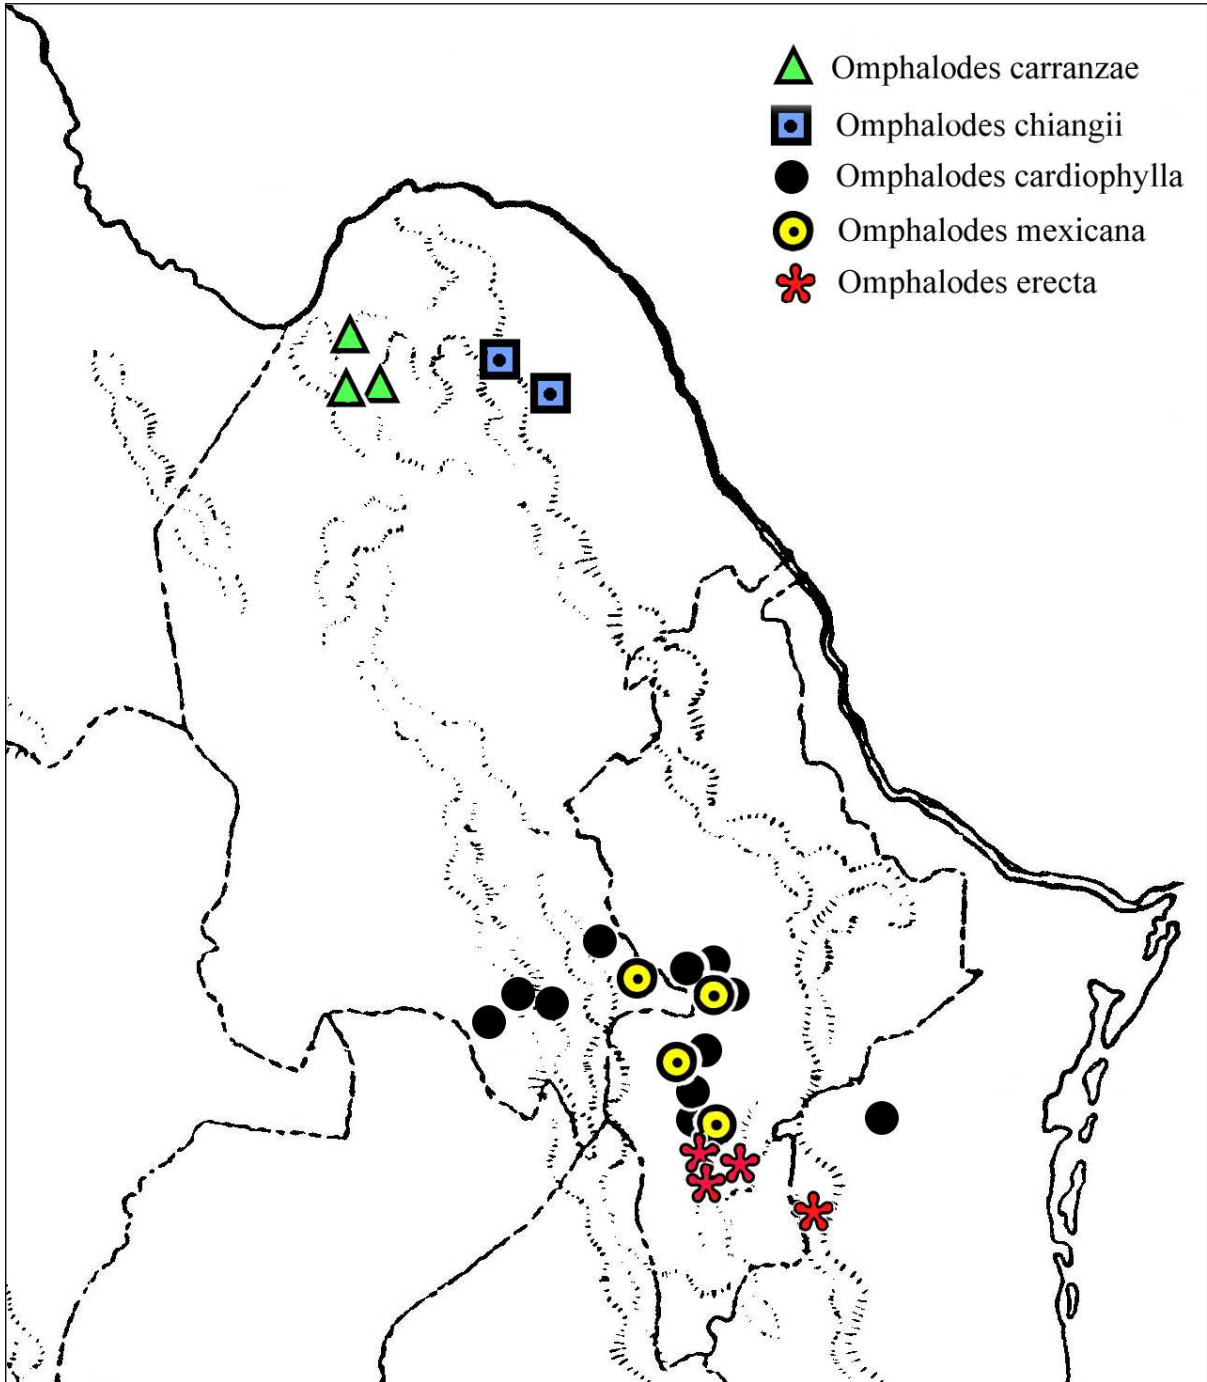 Omphalodes carranzae
Omphalodes chiangii
Omphalodes cardiophylla
Omphalodes mexicana
Omphalodes erecta